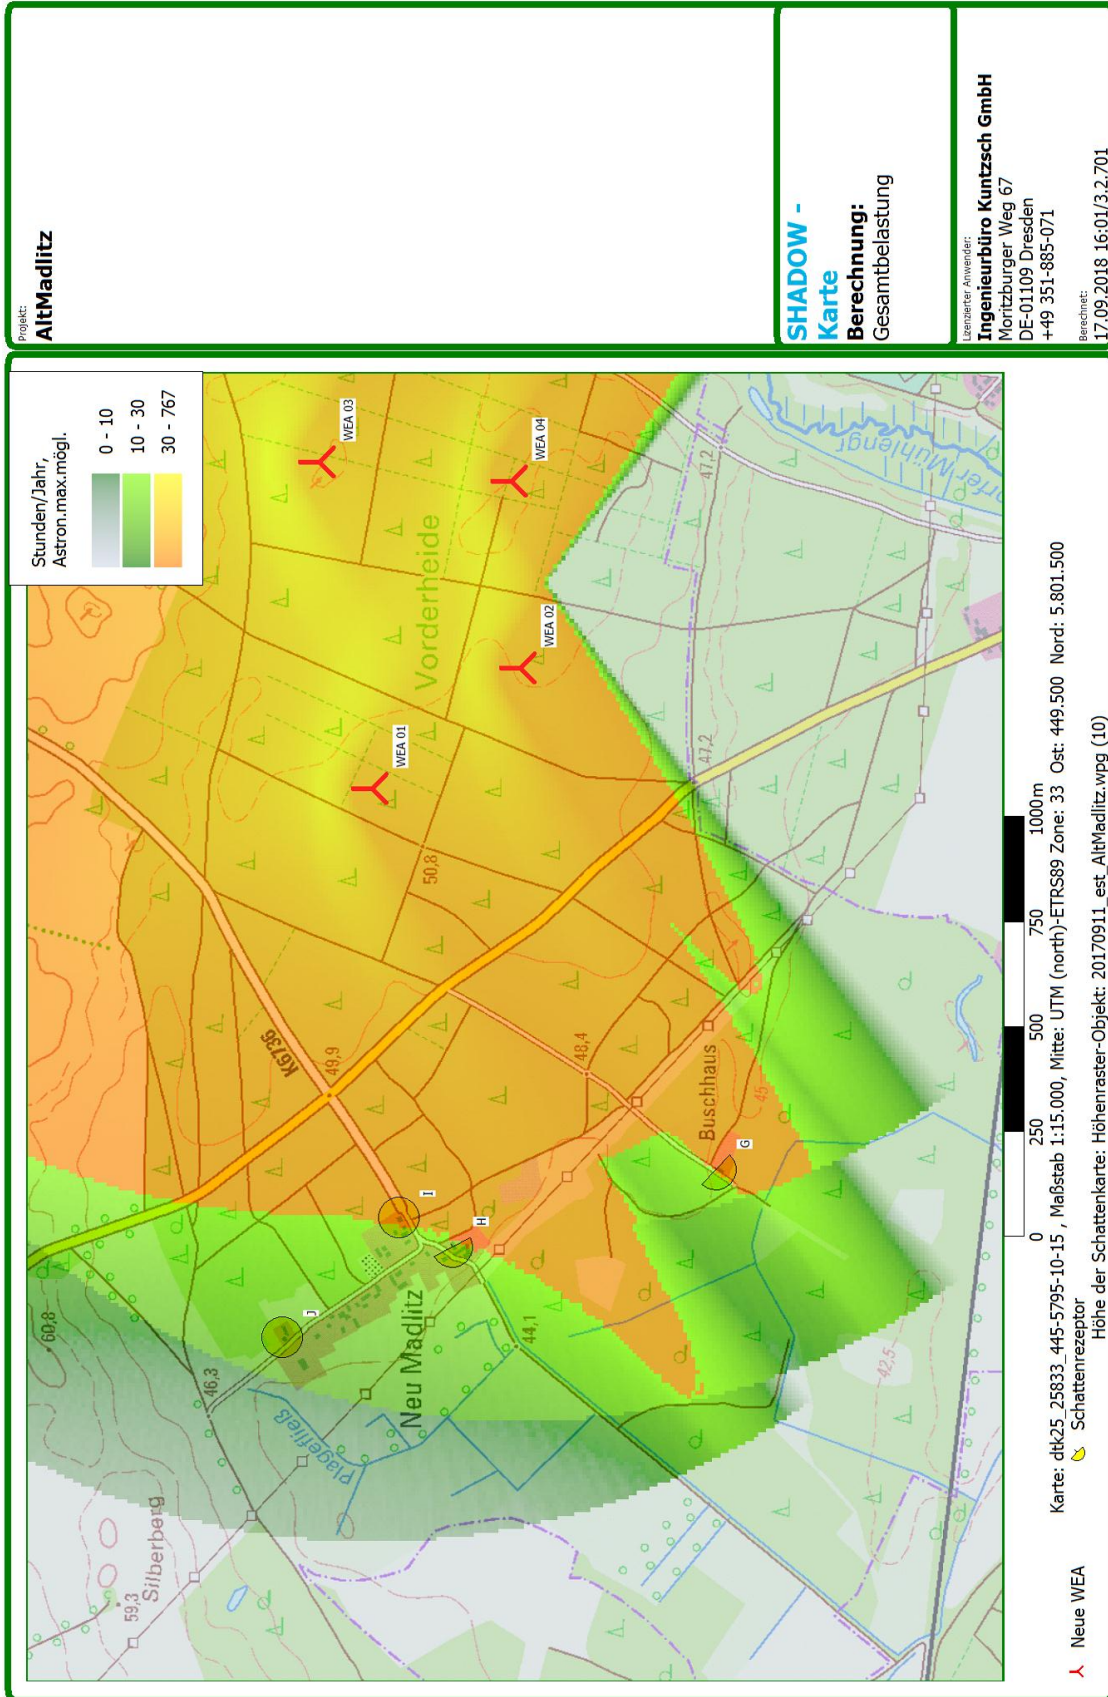 Projekt:
AltMadlitz
SHADOW -
Karte
Berechnung:
Gesamtbelastung
Lizenzierter Anwender:
Ingenieurbüro Kuntzsch GmbH
Moritzburger Weg 67
DE-01109 Dresden
+49 351-885-071
Berechnet:
17.09.2018 16:01/3.2.701
Stunden/Jahr,
Astron.max.mögl.
0 - 10
10 - 30
30 - 767
WEA 03
WEA 04
Vorderheide
WEA 02
WEA 01
50,8
47,2
47,2
orfer Mühlengr
K6736
49,9
48,4
Buschhaus
45
G
I
H
J
Neu Madlitz
44,1
60,8
46,3
Plagefließ
42,5
59,3
Silberberg
0 250 500 750 1000m
Karte: dtk25_25833_445-5795-10-15 , Maßstab 1:15.000, Mitte: UTM (north)-ETRS89 Zone: 33 Ost: 449.500 Nord: 5.801.500
Neue WEA
Schattenrezeptor
Höhe der Schattenkarte: Höhenraster-Objekt: 20170911_est_AltMadlitz.wpg (10)